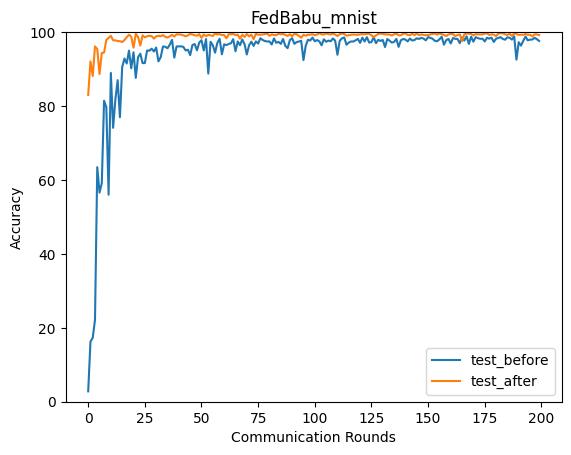 FedBabu_mnist
100
80
60
40
20
0
Accuracy
0 25 50 75 100 125 150 175 200
Communication Rounds
test_before
test_after